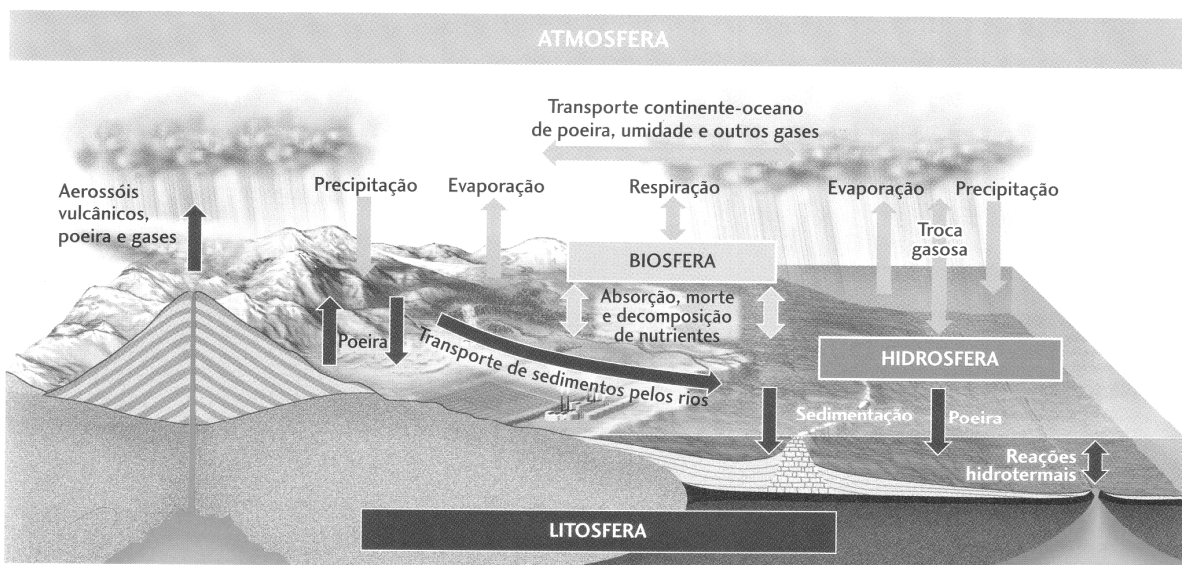 ATMOSFERA
Transporte continente-oceano
de poeira, umidade e outros gases
Aerossóis
vulcânicos,
poeira e gases
Precipitação
Evaporação
Respiração
Evaporação
Precipitação
Troca
gasosa
BIOSFERA
Absorção, morte
e decomposição
de nutrientes
Poeira
Transporte de sedimentos pelos rios
HIDROSFERA
Sedimentação
Poeira
Reações
hidrotermais
LITOSFERA